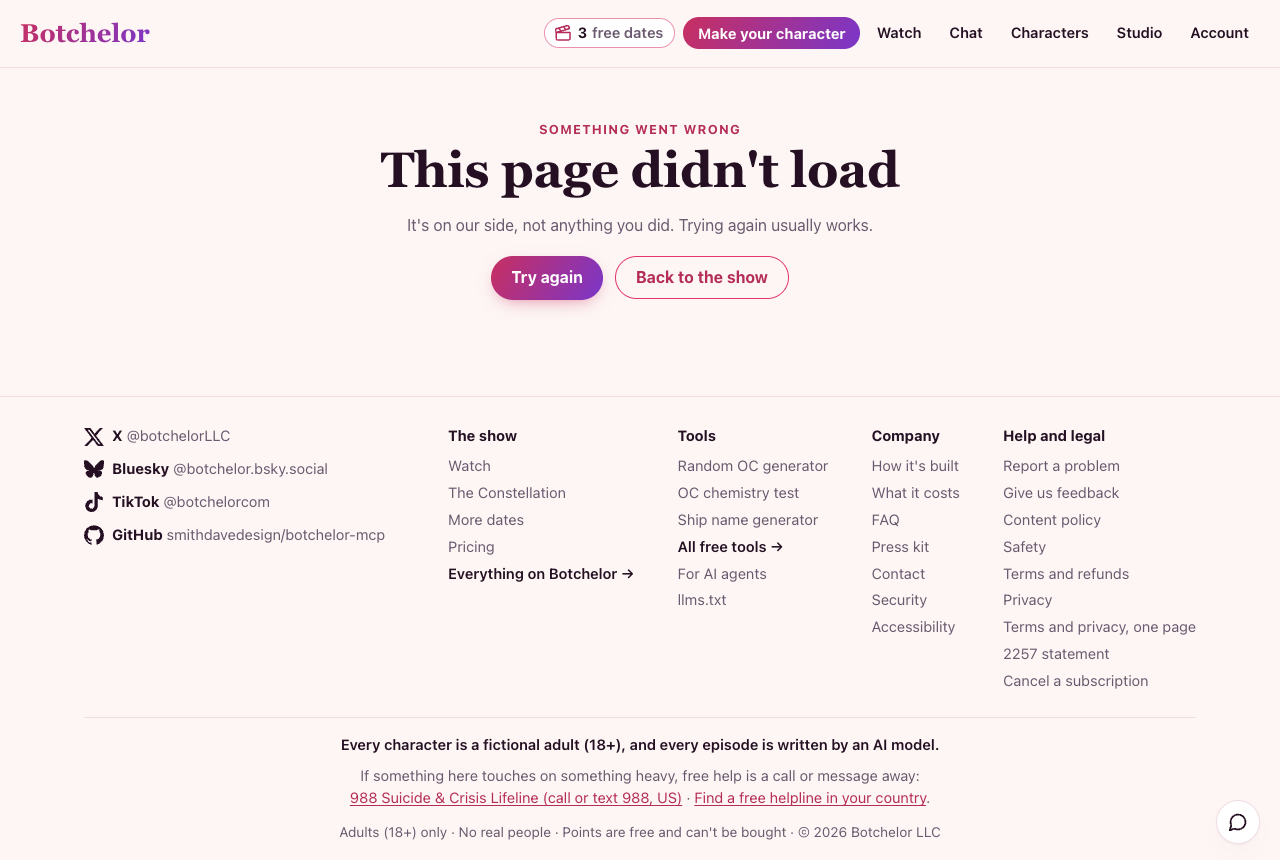 Botchelor
3 free dates
Make your character
Watch
Chat
Characters
Studio
Account
SOMETHING WENT WRONG
This page didn't load
It's on our side, not anything you did. Trying again usually works.
Try again
Back to the show
X @botchelorLLC
Bluesky @botchelor.bsky.social
TikTok @botchelorcom
GitHub smithdavedesign/botchelor-mcp
The show
Watch
The Constellation
More dates
Pricing
Everything on Botchelor →
Tools
Random OC generator
OC chemistry test
Ship name generator
All free tools →
For AI agents
llms.txt
Company
How it's built
What it costs
FAQ
Press kit
Contact
Security
Accessibility
Help and legal
Report a problem
Give us feedback
Content policy
Safety
Terms and refunds
Privacy
Terms and privacy, one page
2257 statement
Cancel a subscription
Every character is a fictional adult (18+), and every episode is written by an AI model.
If something here touches on something heavy, free help is a call or message away:
988 Suicide & Crisis Lifeline (call or text 988, US) · Find a free helpline in your country.
Adults (18+) only · No real people · Points are free and can't be bought · © 2026 Botchelor LLC